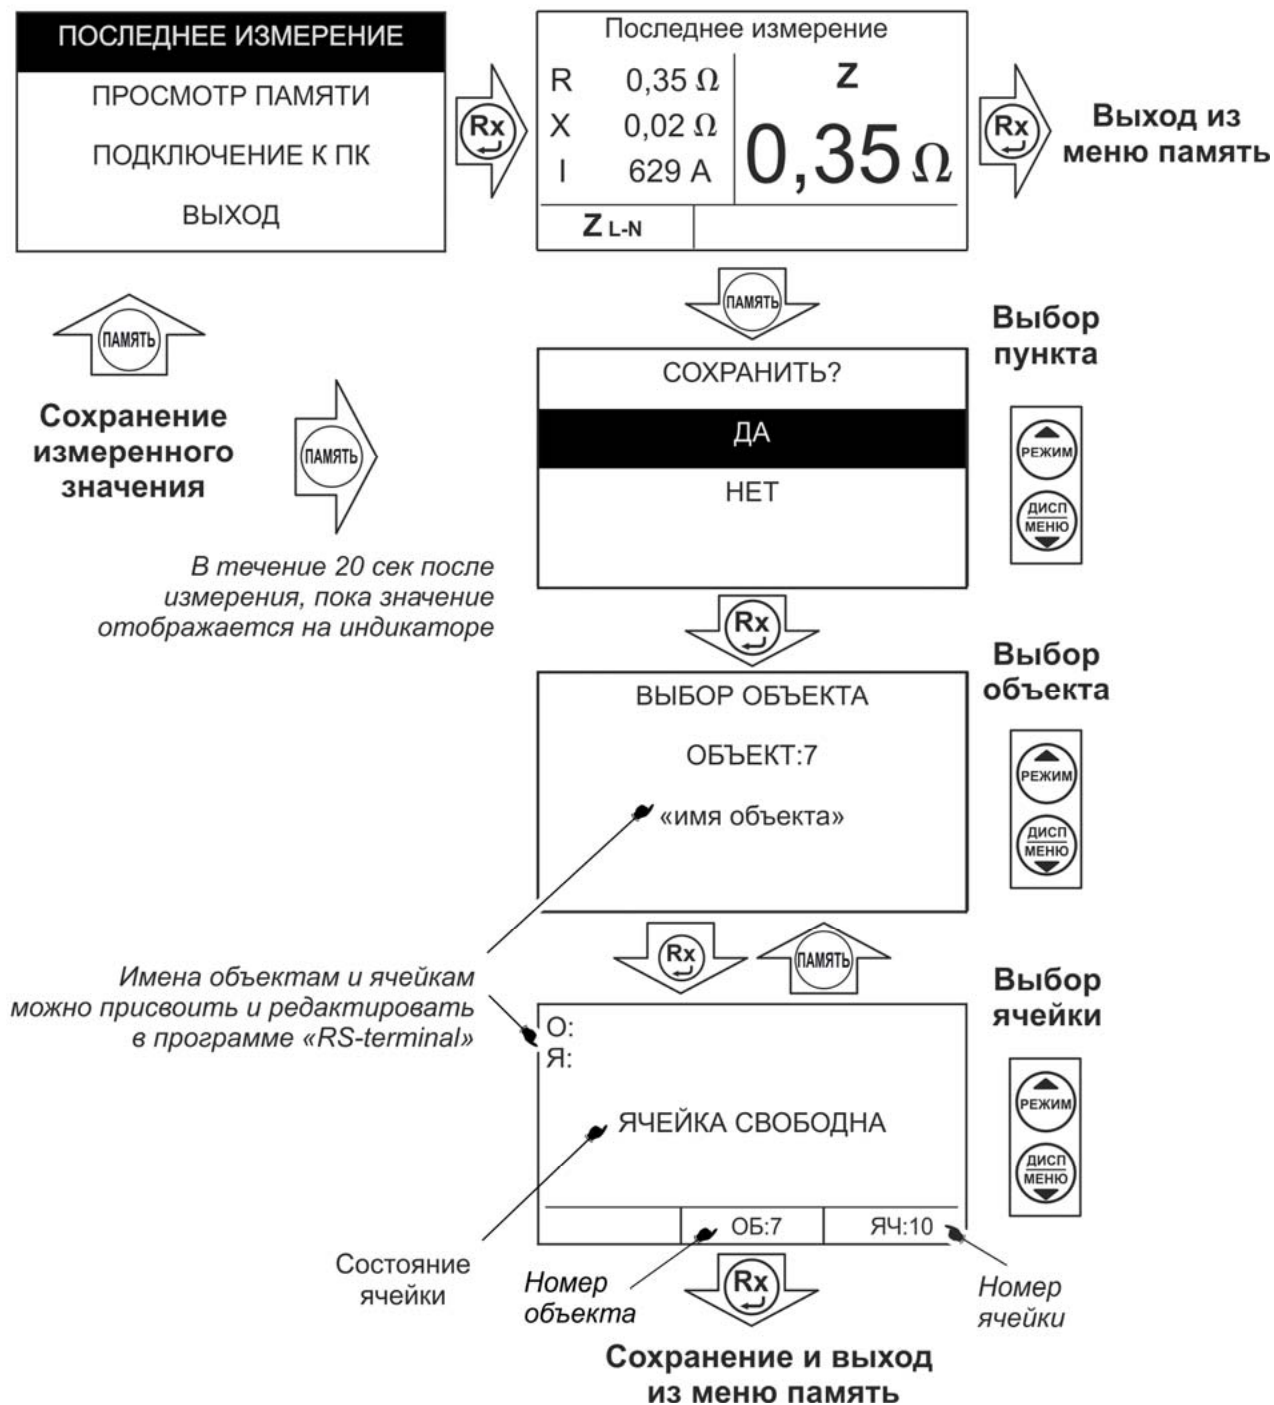 ПОСЛЕДНЕЕ ИЗМЕРЕНИЕ
ПРОСМОТР ПАМЯТИ
ПОДКЛЮЧЕНИЕ К ПК
ВЫХОД
Rx
Последнее измерение
R 0,35 Ω
X 0,02 Ω
I 629 A
Z
0,35 Ω
Z L-N
Rx
Выход из
меню память
ПАМЯТЬ
Сохранение
измеренного
значения
ПАМЯТЬ
В течение 20 сек после
измерения, пока значение
отображается на индикаторе
ПАМЯТЬ
СОХРАНИТЬ?
ДА
НЕТ
Выбор
пункта
РЕЖИМ
ДИСП
МЕНЮ
Rx
ВЫБОР ОБЪЕКТА
ОБЪЕКТ:7
«имя объекта»
Выбор
объекта
РЕЖИМ
ДИСП
МЕНЮ
Rx
ПАМЯТЬ
Имена объектам и ячейкам
можно присвоить и редактировать
в программе «RS-terminal»
О:
Я:
ЯЧЕЙКА СВОБОДНА
ОБ:7
ЯЧ:10
Выбор
ячейки
РЕЖИМ
ДИСП
МЕНЮ
Состояние
ячейки
Номер
объекта
Rx
Номер
ячейки
Сохранение и выход
из меню память